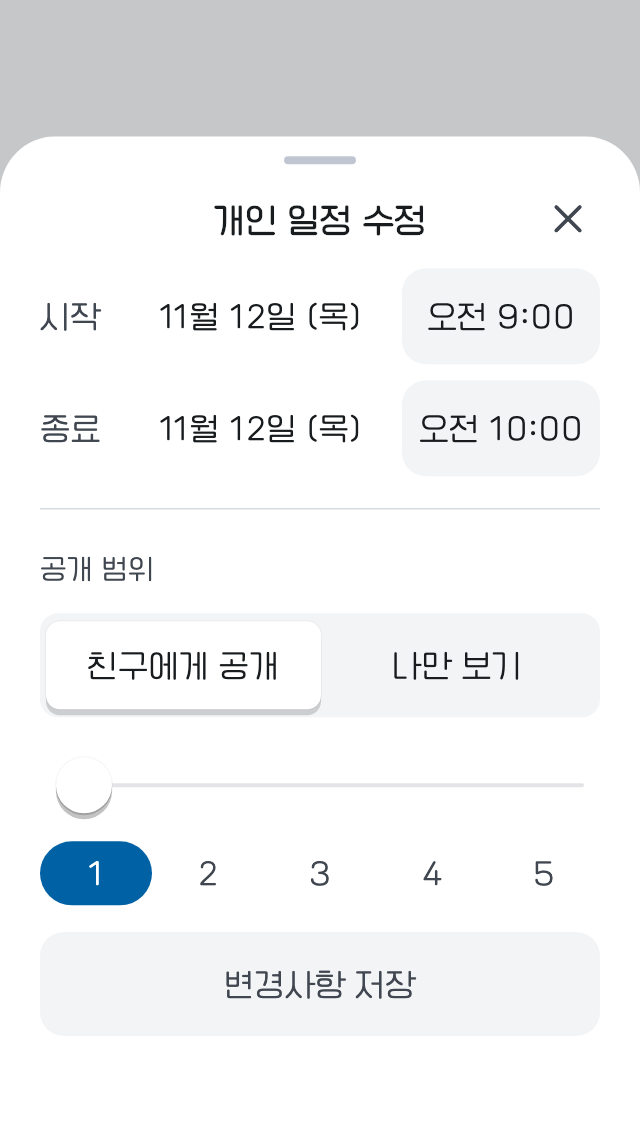 개인 일정 수정
시작 11월 12일 (목) 오전 9:00
종료 11월 12일 (목) 오전 10:00
공개 범위
친구에게 공개 나만 보기
1 2 3 4 5
변경사항 저장